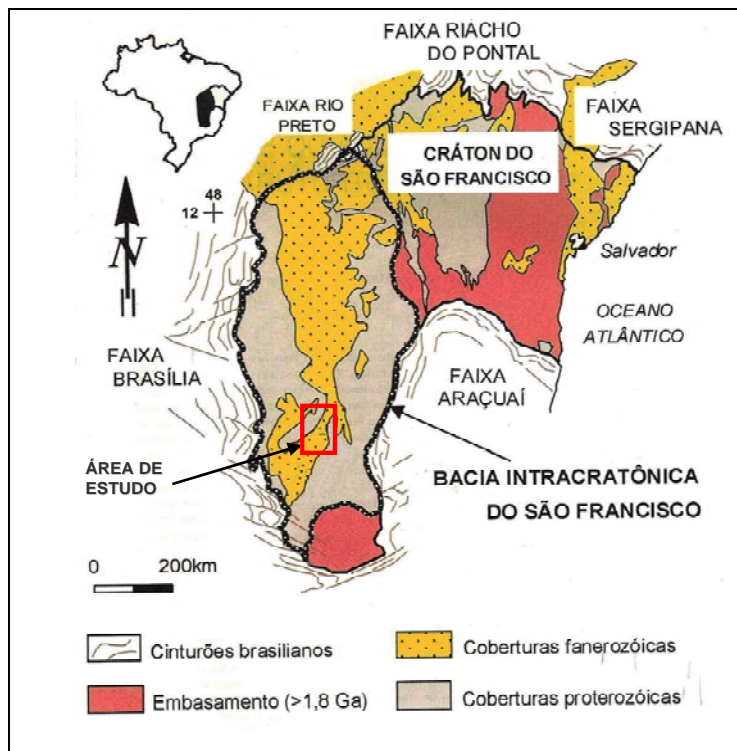 FAIXA RIACHO
DO PONTAL
FAIXA RIO
PRETO
FAIXA
SERGIPANA
CRÁTON DO
SÃO FRANCISCO
48
12
N
Salvador
OCEANO
ATLÂNTICO
FAIXA
BRASÍLIA
FAIXA
ARAÇUAÍ
ÁREA DE
ESTUDO
BACIA INTRACRATÔNICA
DO SÃO FRANCISCO
0 200km
Cinturões brasilianos
Coberturas fanerozóicas
Embasamento (>1,8 Ga)
Coberturas proterozóicas